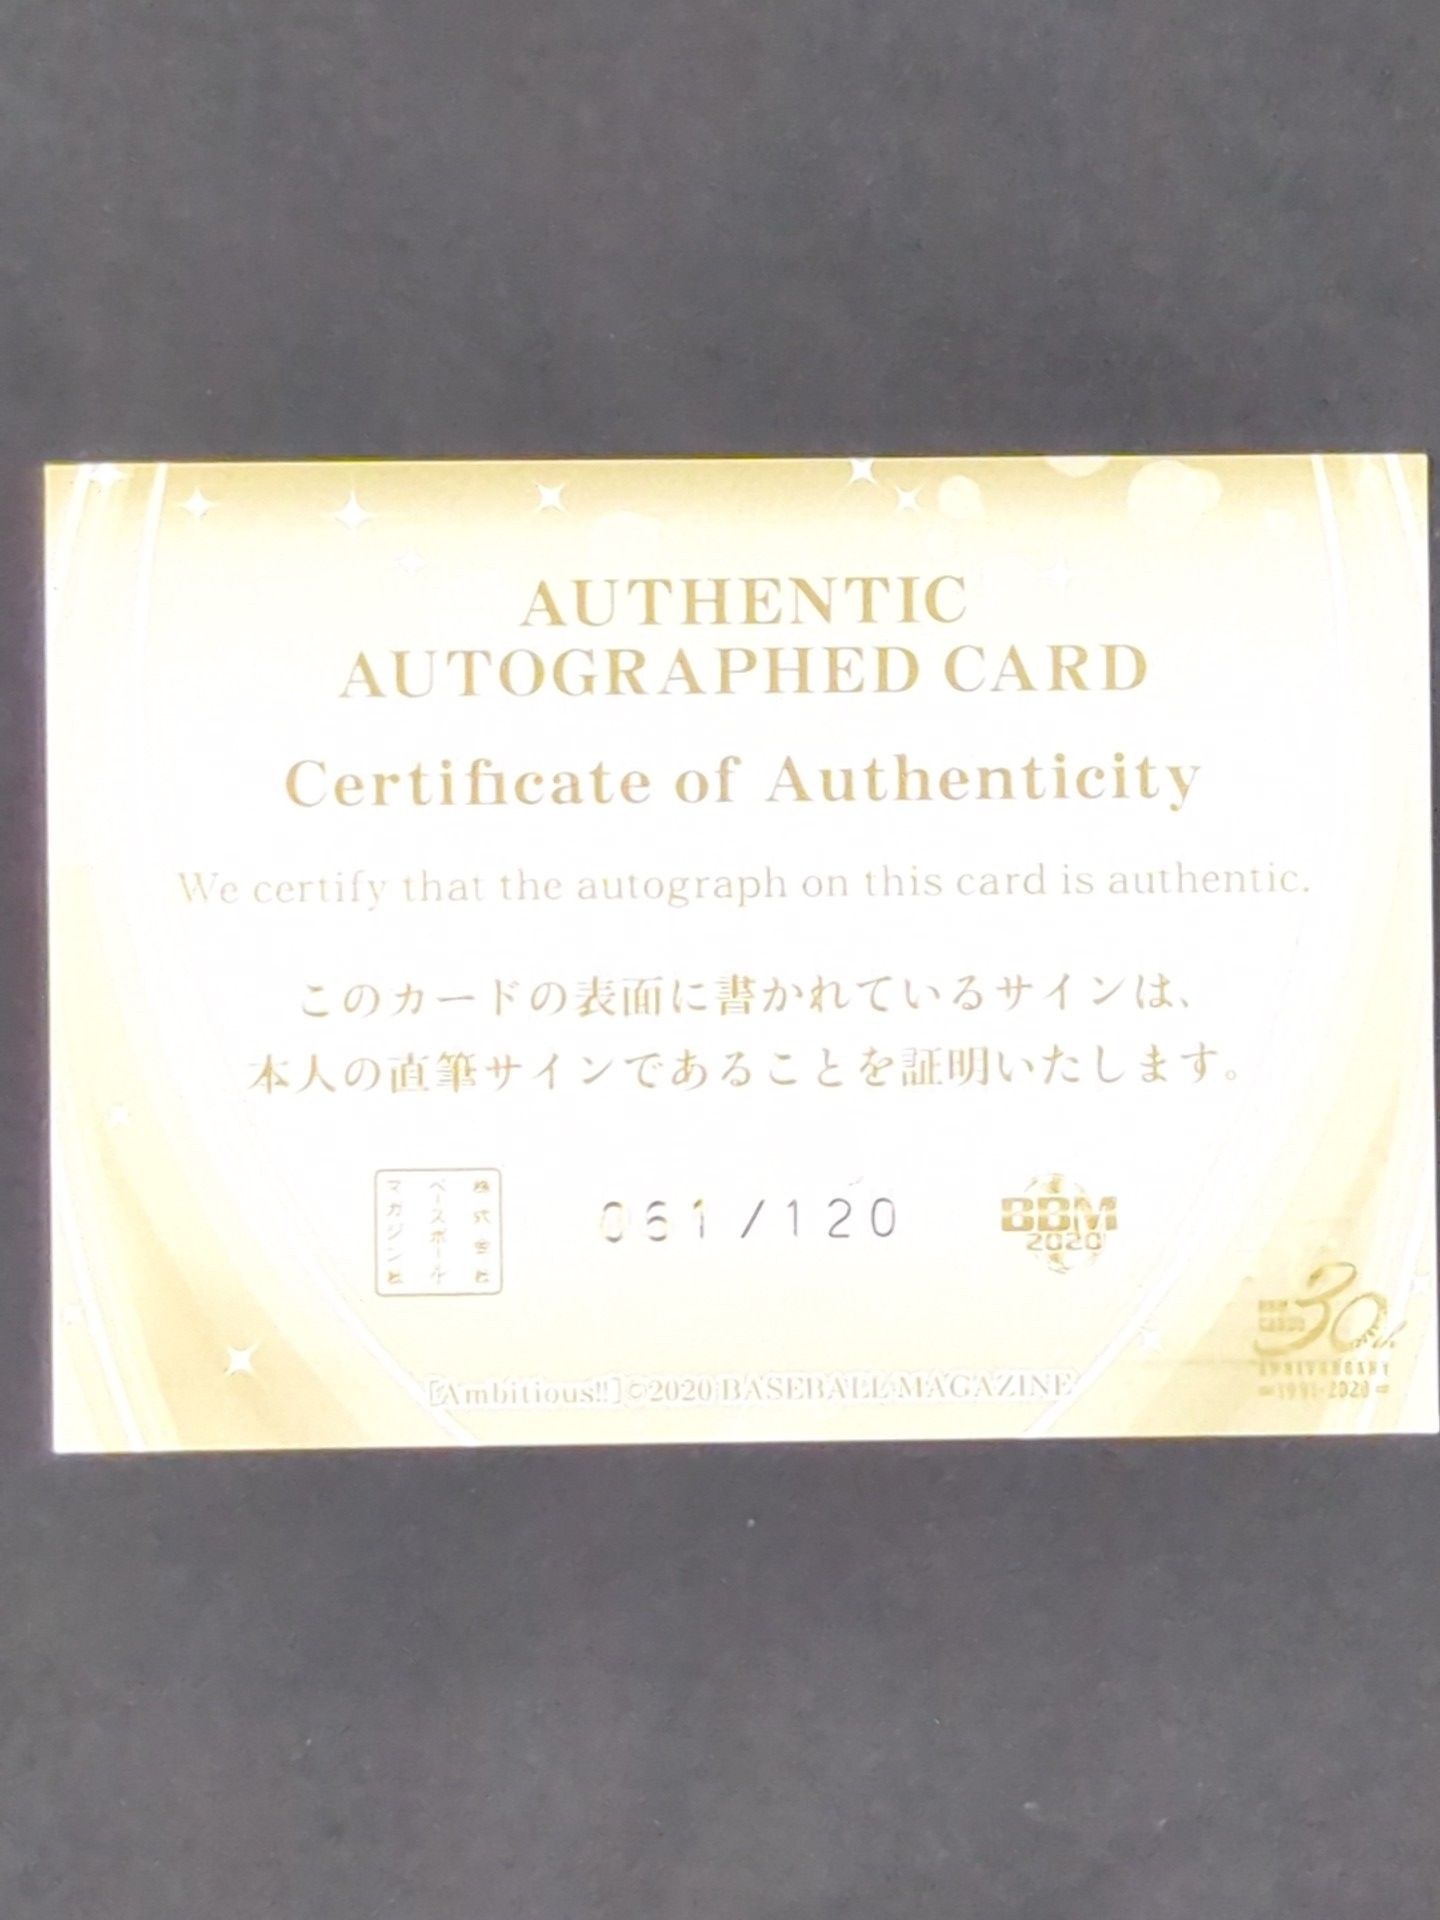 AUTHENTIC
AUTOGRAPHED CARD
Certificate of Authenticity
We certify that the autograph on this card is authentic.
このカードの表面に書かれているサインは、
本人の直筆サインであることを証明いたします。
株式会社
ベースボール
マガジン社
061/120
BBM
2020
BBM
CARDS
30th
ANNIVERSARY
1991-2020
[Ambitious!!]©2020 BASEBALL MAGAZINE